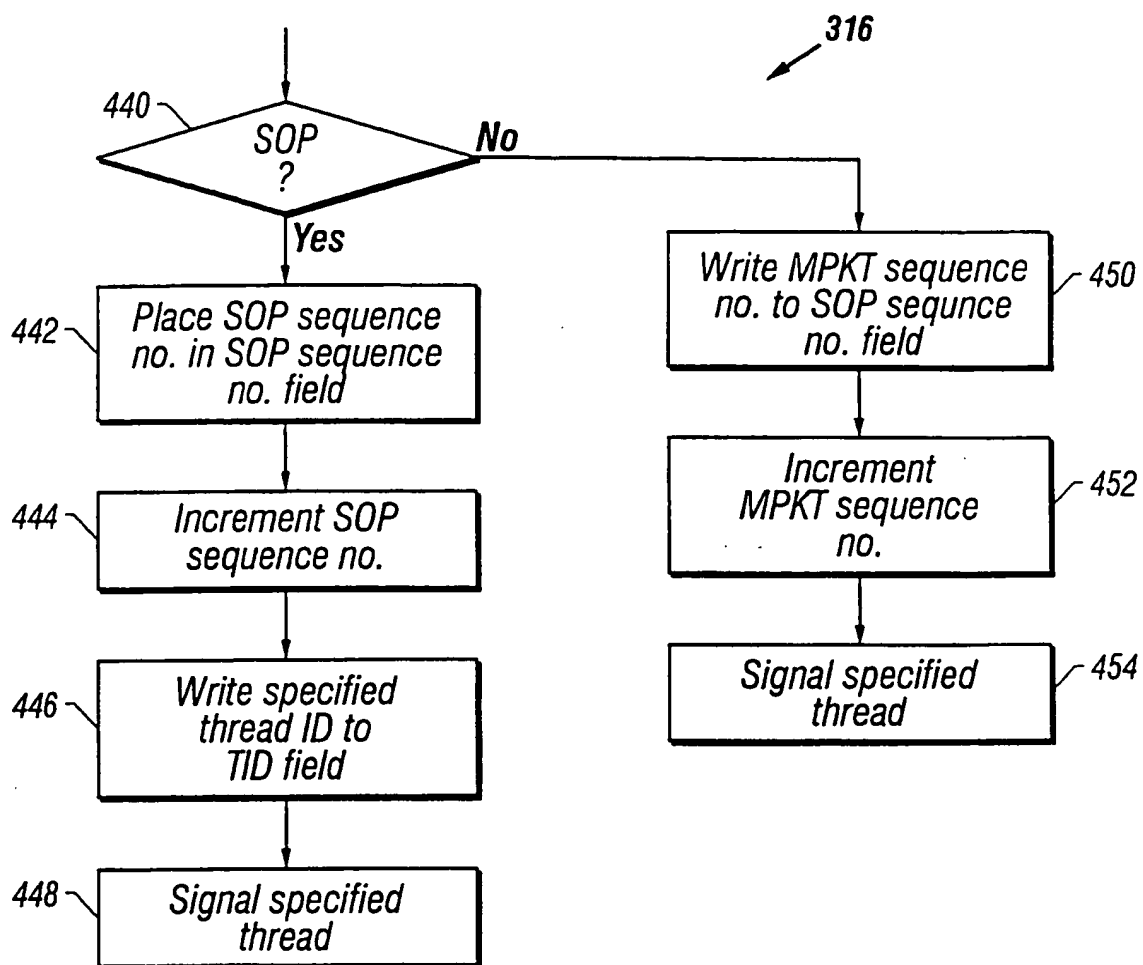 316
440
SOP
?
No
Yes
442
Place SOP sequence
no. in SOP sequence
no. field
444
Increment SOP
sequence no.
446
Write specified
thread ID to
TID field
448
Signal specified
thread
Write MPKT sequence
no. to SOP sequnce
no. field
450
Increment
MPKT sequence
no.
452
Signal specified
thread
454